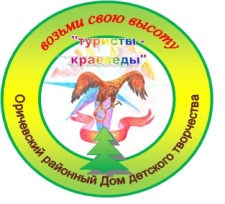 возьми свою высоту
"туристы -
краеведы"
Оричевский районный Дом детского творчества